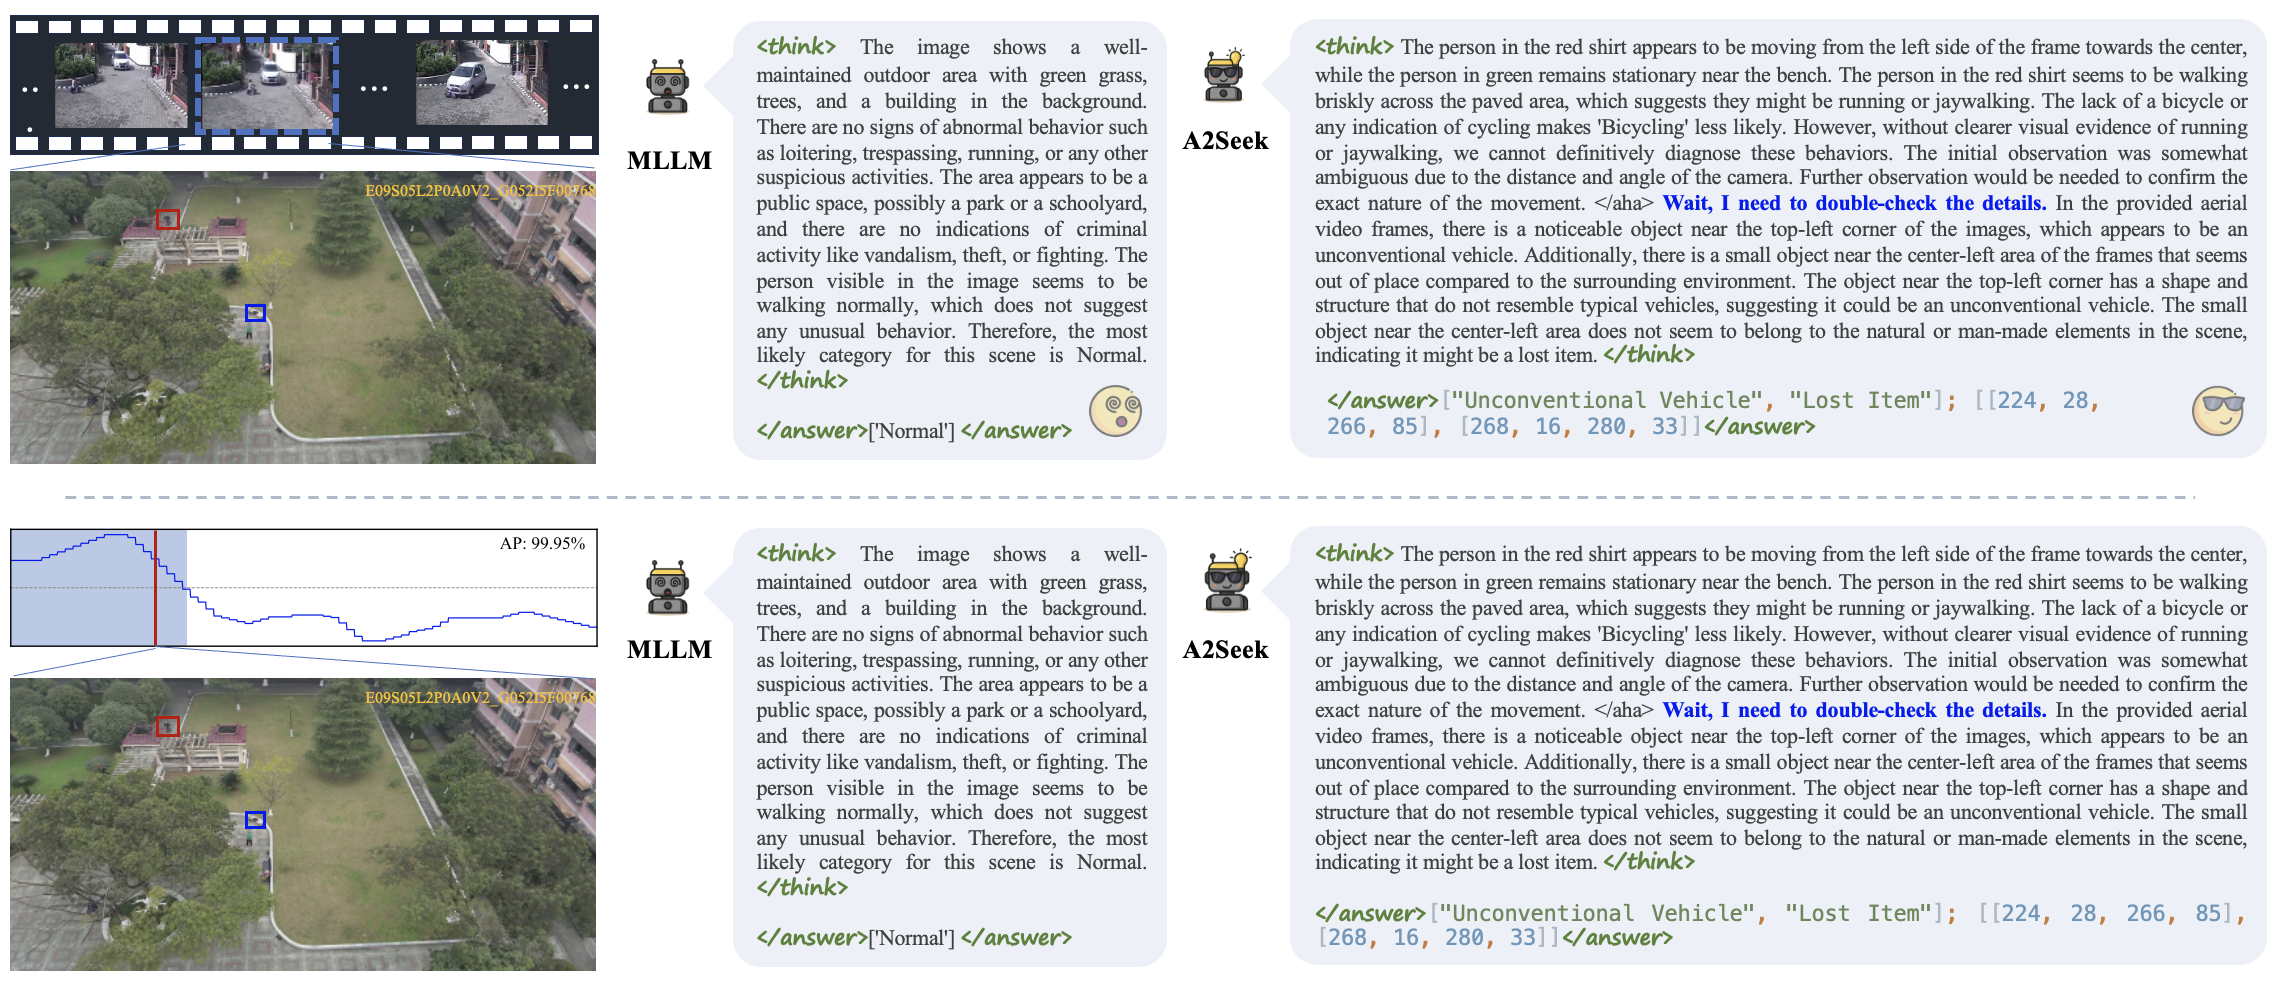 E09S05L2P0A0V2_G052I5F00768
MLLM
<think> The image shows a well-
maintained outdoor area with green grass,
trees, and a building in the background.
There are no signs of abnormal behavior such
as loitering, trespassing, running, or any other
suspicious activities. The area appears to be a
public space, possibly a park or a schoolyard,
and there are no indications of criminal
activity like vandalism, theft, or fighting. The
person visible in the image seems to be
walking normally, which does not suggest
any unusual behavior. Therefore, the most
likely category for this scene is Normal.
</think>
</answer>['Normal'] </answer>
A2Seek
<think> The person in the red shirt appears to be moving from the left side of the frame towards the center,
while the person in green remains stationary near the bench. The person in the red shirt seems to be walking
briskly across the paved area, which suggests they might be running or jaywalking. The lack of a bicycle or
any indication of cycling makes 'Bicycling' less likely. However, without clearer visual evidence of running
or jaywalking, we cannot definitively diagnose these behaviors. The initial observation was somewhat
ambiguous due to the distance and angle of the camera. Further observation would be needed to confirm the
exact nature of the movement. </aha> Wait, I need to double-check the details. In the provided aerial
video frames, there is a noticeable object near the top-left corner of the images, which appears to be an
unconventional vehicle. Additionally, there is a small object near the center-left area of the frames that seems
out of place compared to the surrounding environment. The object near the top-left corner has a shape and
structure that do not resemble typical vehicles, suggesting it could be an unconventional vehicle. The small
object near the center-left area does not seem to belong to the natural or man-made elements in the scene,
indicating it might be a lost item. </think>
</answer>["Unconventional Vehicle", "Lost Item"]; [[224, 28,
266, 85], [268, 16, 280, 33]]</answer>
AP: 99.95%
E09S05L2P0A0V2_G052I5F00768
MLLM
<think> The image shows a well-
maintained outdoor area with green grass,
trees, and a building in the background.
There are no signs of abnormal behavior such
as loitering, trespassing, running, or any other
suspicious activities. The area appears to be a
public space, possibly a park or a schoolyard,
and there are no indications of criminal
activity like vandalism, theft, or fighting. The
person visible in the image seems to be
walking normally, which does not suggest
any unusual behavior. Therefore, the most
likely category for this scene is Normal.
</think>
</answer>['Normal'] </answer>
A2Seek
<think> The person in the red shirt appears to be moving from the left side of the frame towards the center,
while the person in green remains stationary near the bench. The person in the red shirt seems to be walking
briskly across the paved area, which suggests they might be running or jaywalking. The lack of a bicycle or
any indication of cycling makes 'Bicycling' less likely. However, without clearer visual evidence of running
or jaywalking, we cannot definitively diagnose these behaviors. The initial observation was somewhat
ambiguous due to the distance and angle of the camera. Further observation would be needed to confirm the
exact nature of the movement. </aha> Wait, I need to double-check the details. In the provided aerial
video frames, there is a noticeable object near the top-left corner of the images, which appears to be an
unconventional vehicle. Additionally, there is a small object near the center-left area of the frames that seems
out of place compared to the surrounding environment. The object near the top-left corner has a shape and
structure that do not resemble typical vehicles, suggesting it could be an unconventional vehicle. The small
object near the center-left area does not seem to belong to the natural or man-made elements in the scene,
indicating it might be a lost item. </think>
</answer>["Unconventional Vehicle", "Lost Item"]; [[224, 28, 266, 85],
[268, 16, 280, 33]]</answer>